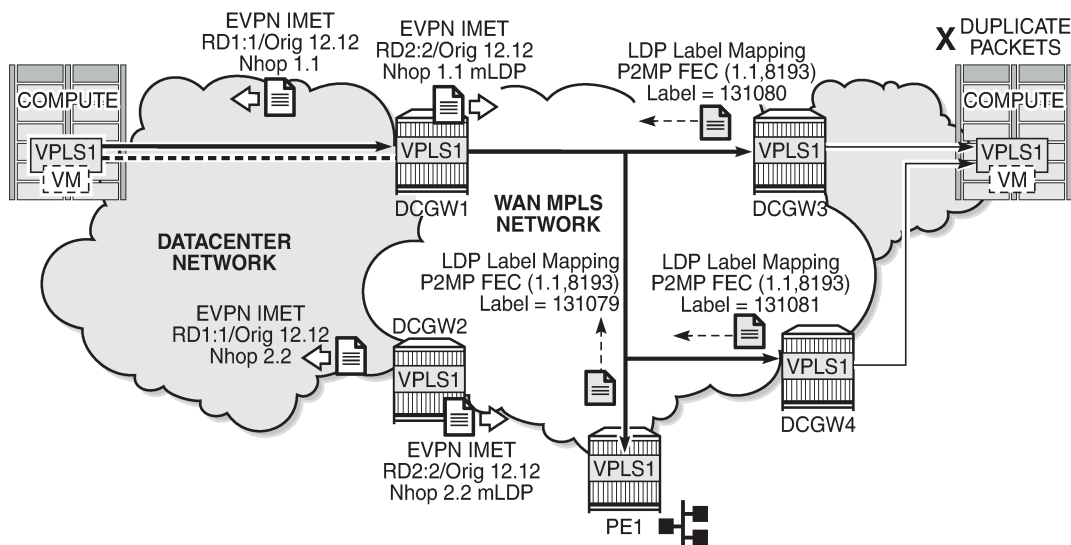 EVPN IMET
RD1:1/Orig 12.12
Nhop 1.1
EVPN IMET
RD2:2/Orig 12.12
Nhop 1.1 mLDP
LDP Label Mapping
P2MP FEC (1.1,8193)
Label = 131080
X DUPLICATE
PACKETS
COMPUTE
VPLS1
VM
VPLS1
DCGW1
VPLS1
DCGW3
COMPUTE
VPLS1
VM
WAN MPLS
NETWORK
DATACENTER
NETWORK
LDP Label Mapping
P2MP FEC (1.1,8193)
Label = 131079
LDP Label Mapping
P2MP FEC (1.1,8193)
Label = 131081
EVPN IMET
RD1:1/Orig 12.12
Nhop 2.2
DCGW2
VPLS1
VPLS1
DCGW4
EVPN IMET
RD2:2/Orig 12.12
Nhop 2.2 mLDP
VPLS1
PE1